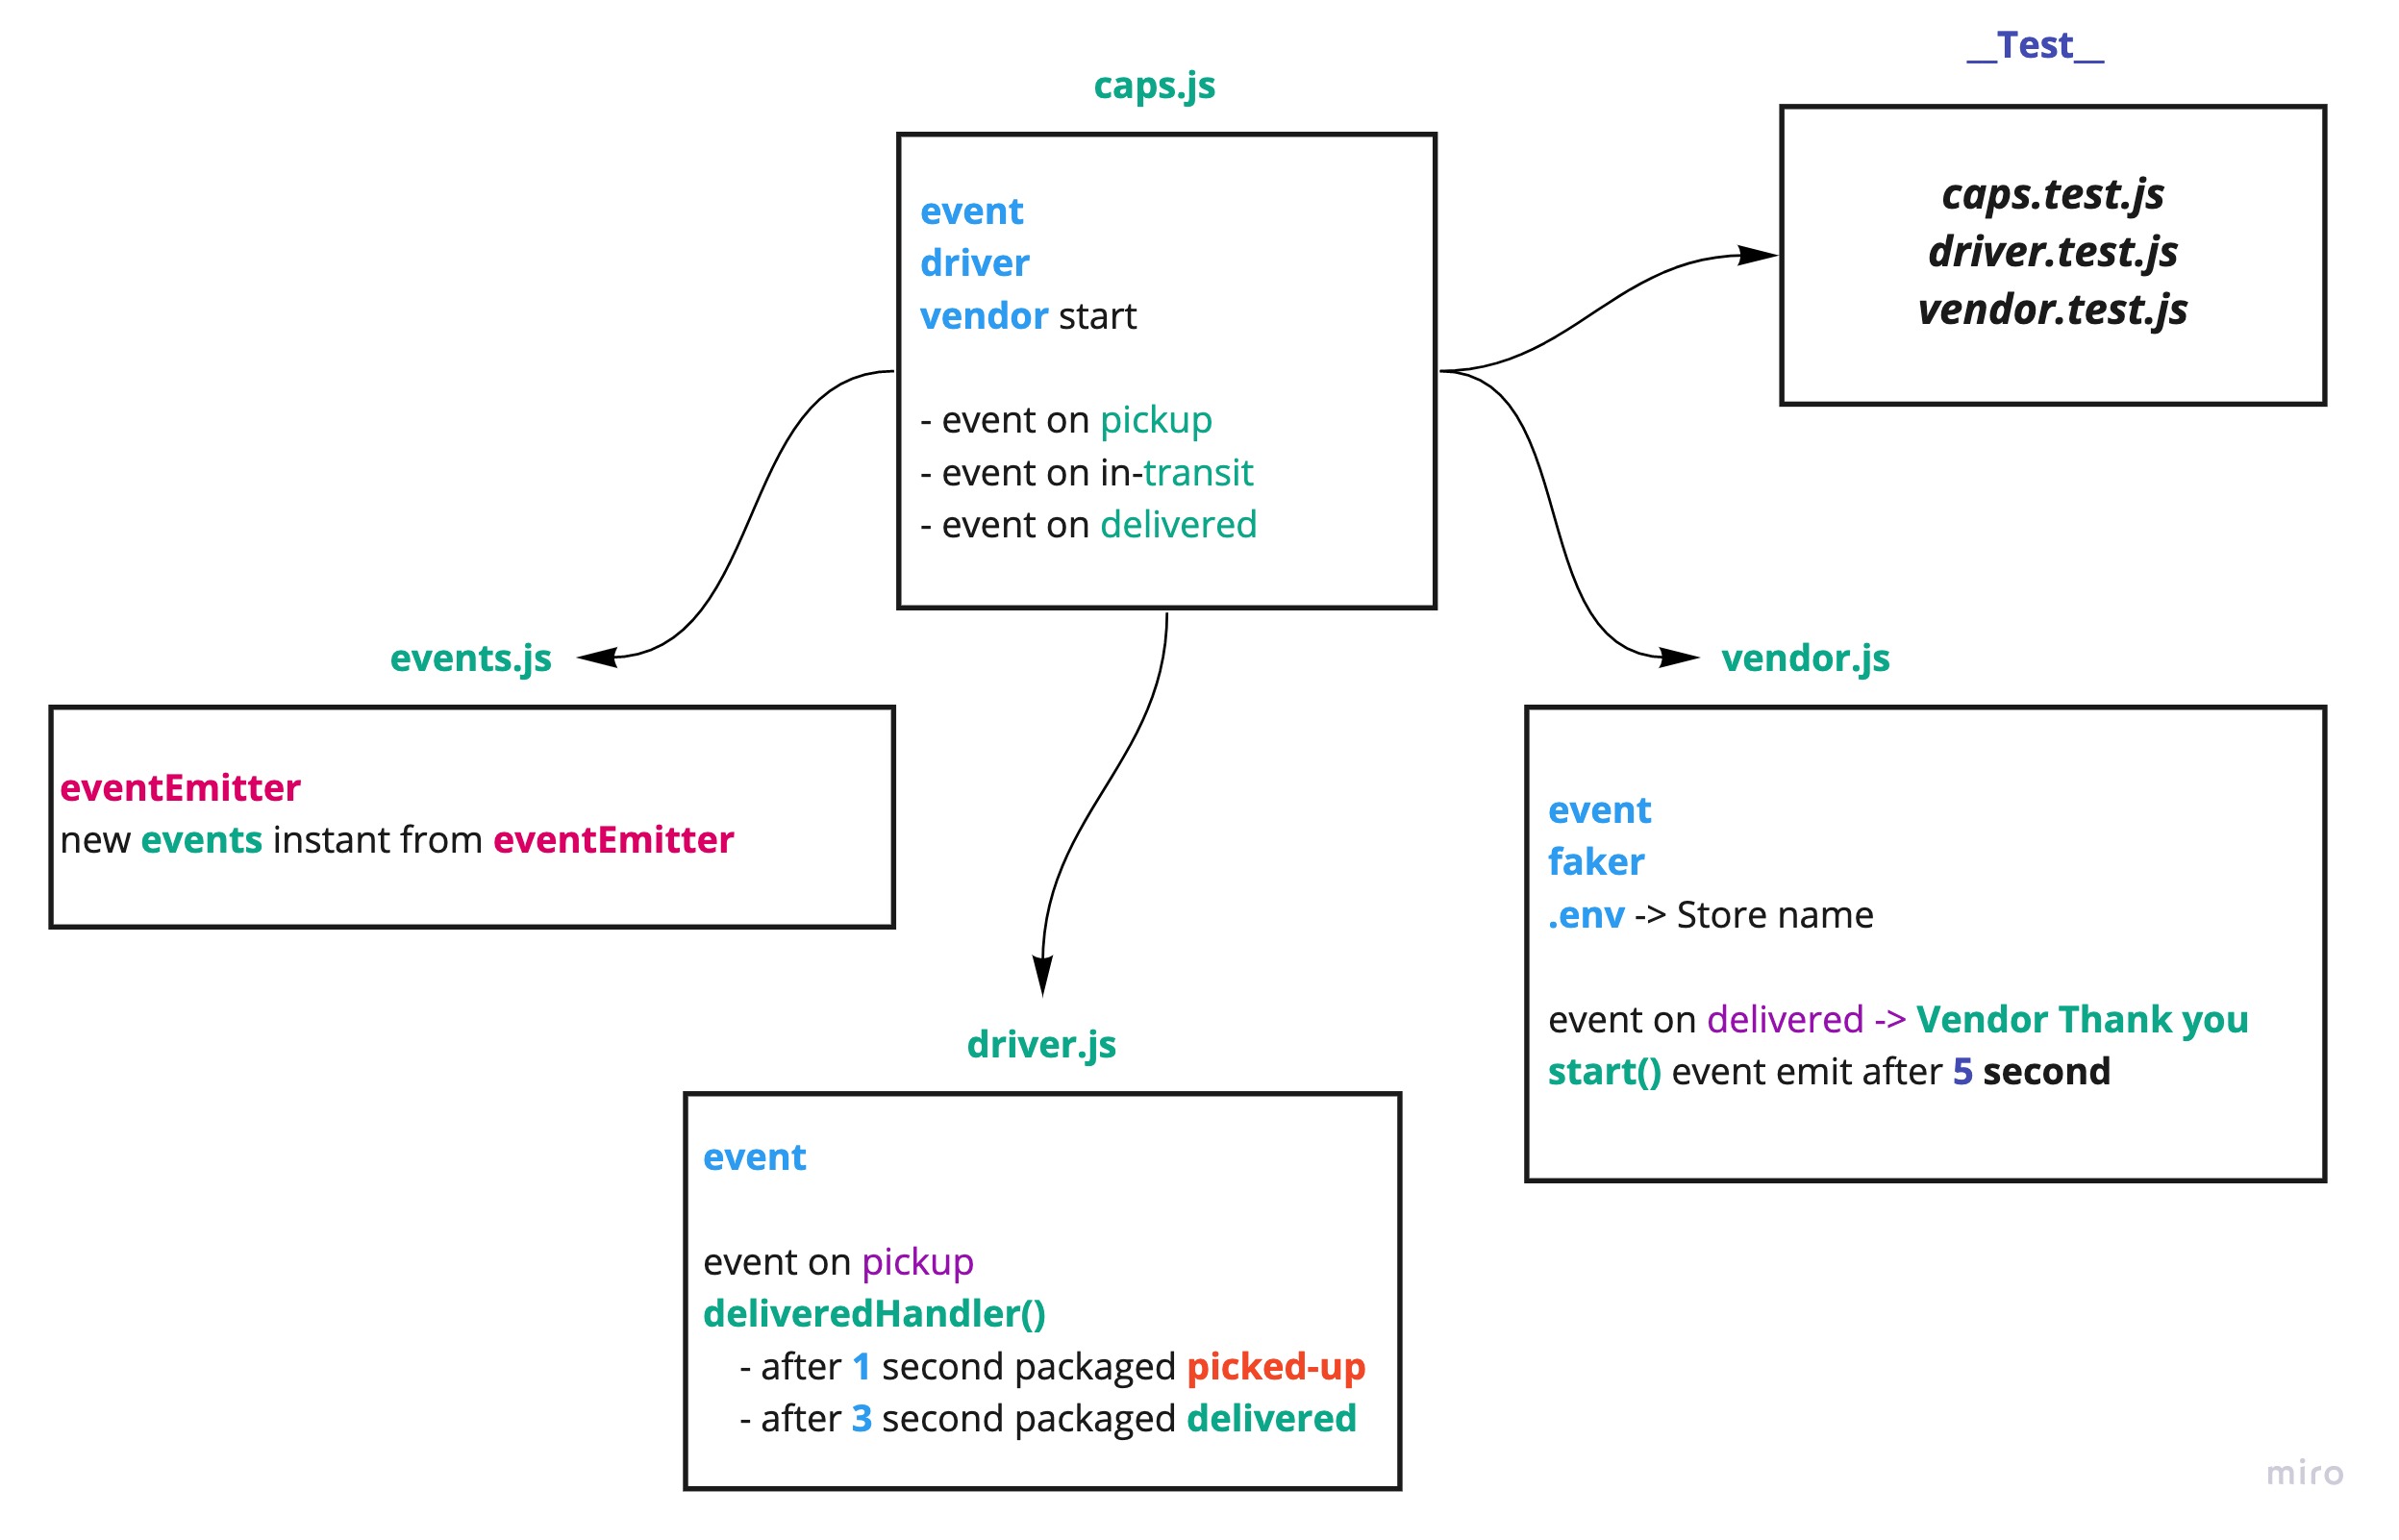 __Test__
caps.test.js
driver.test.js
vendor.test.js
caps.js
event
driver
vendor start
- event on pickup
- event on in-transit
- event on delivered
events.js
eventEmitter
new events instant from eventEmitter
vendor.js
event
faker
.env -> Store name
event on delivered -> Vendor Thank you
start() event emit after 5 second
driver.js
event
event on pickup
deliveredHandler()
- after 1 second packaged picked-up
- after 3 second packaged delivered
miro